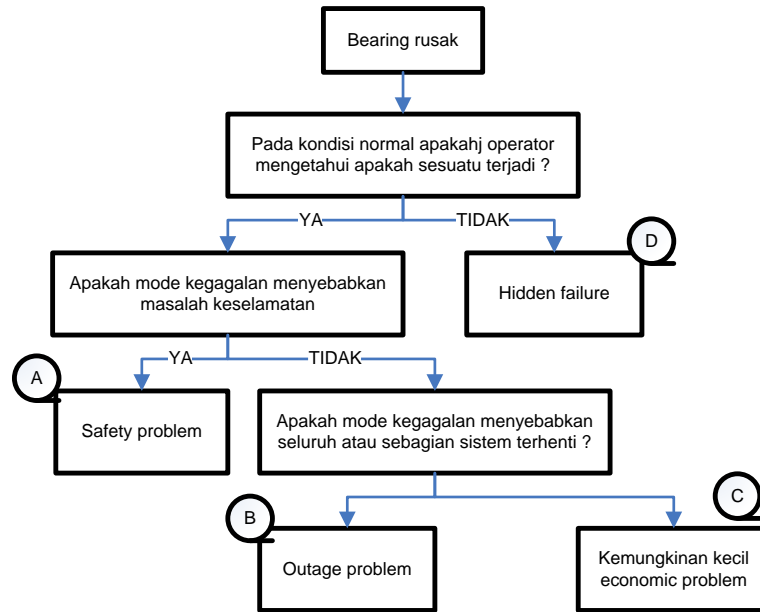 Bearing rusak
Pada kondisi normal apakahj operator
mengetahui apakah sesuatu terjadi ?
YA
TIDAK
D
Apakah mode kegagalan menyebabkan
masalah keselamatan
Hidden failure
YA
TIDAK
A
Safety problem
Apakah mode kegagalan menyebabkan
seluruh atau sebagian sistem terhenti ?
B
C
Outage problem
Kemungkinan kecil
economic problem